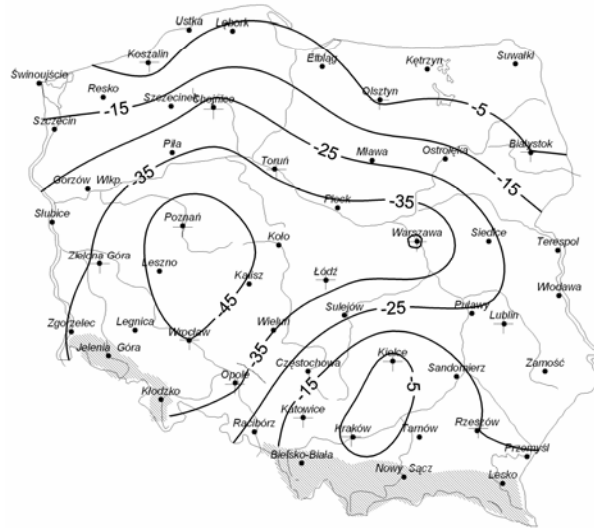 Ustka
Lębork
Koszalin
Elbląg
Kętrzyn
Suwałki
Świnoujście
Resko
Szczecinek
Chojnice
Olsztyn
-5
-15
Szczecin
Białystok
Piła
-25
Mława
Ostrołęka
Toruń
-35
Gorzów Wlkp.
-15
Płock
-35
Słubice
Poznań
Koło
Warszawa
Siedlce
Terespol
Zielona Góra
Leszno
Kalisz
Łódź
Włodawa
-45
Sulejów
-25
Puławy
Lublin
Zgorzelec
Legnica
Wrocław
Wieluń
Jelenia Góra
-35
Kielce
Częstochowa
Sandomierz
Zamość
Opole
-15
-5
Kłodzko
Katowice
Racibórz
Kraków
Tarnów
Rzeszów
Bielsko-Biała
Przemyśl
Nowy Sącz
Lesko